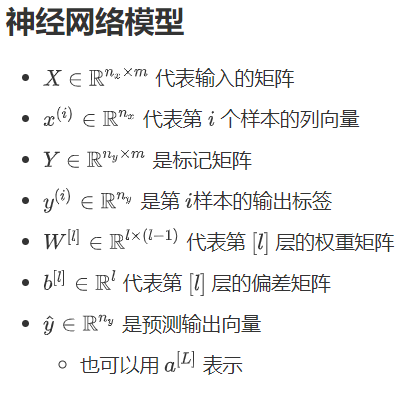 神经网络模型
• $X \in \mathbb{R}^{n_x \times m}$ 代表输入的矩阵
• $x^{(i)} \in \mathbb{R}^{n_x}$ 代表第 $i$ 个样本的列向量
• $Y \in \mathbb{R}^{n_y \times m}$ 是标记矩阵
• $y^{(i)} \in \mathbb{R}^{n_y}$ 是第 $i$样本的输出标签
• $W^{[l]} \in \mathbb{R}^{l \times (l-1)}$ 代表第 $[l]$ 层的权重矩阵
• $b^{[l]} \in \mathbb{R}^{l}$ 代表第 $[l]$ 层的偏差矩阵
• $\hat{y} \in \mathbb{R}^{n_y}$ 是预测输出向量
◦ 也可以用 $a^{[L]}$ 表示